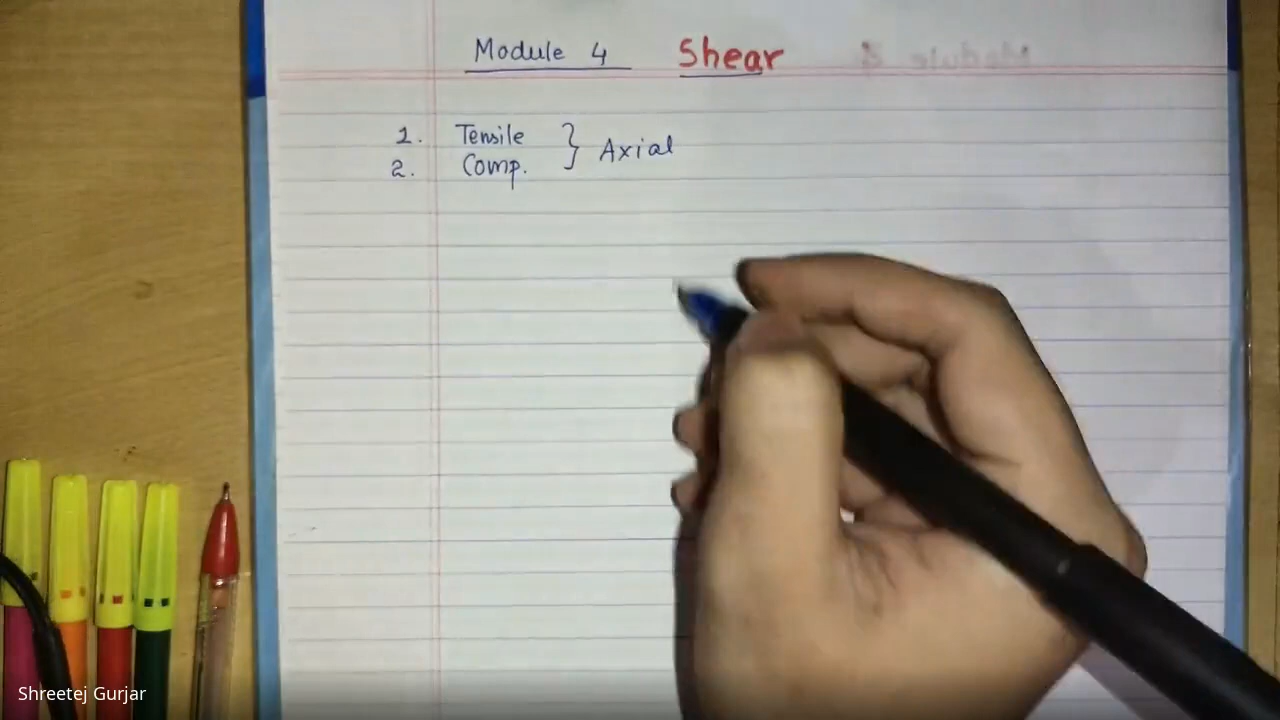 Module 4 Shear
1. Tensile } Axial
2. Comp.
Shreetej Gurjar